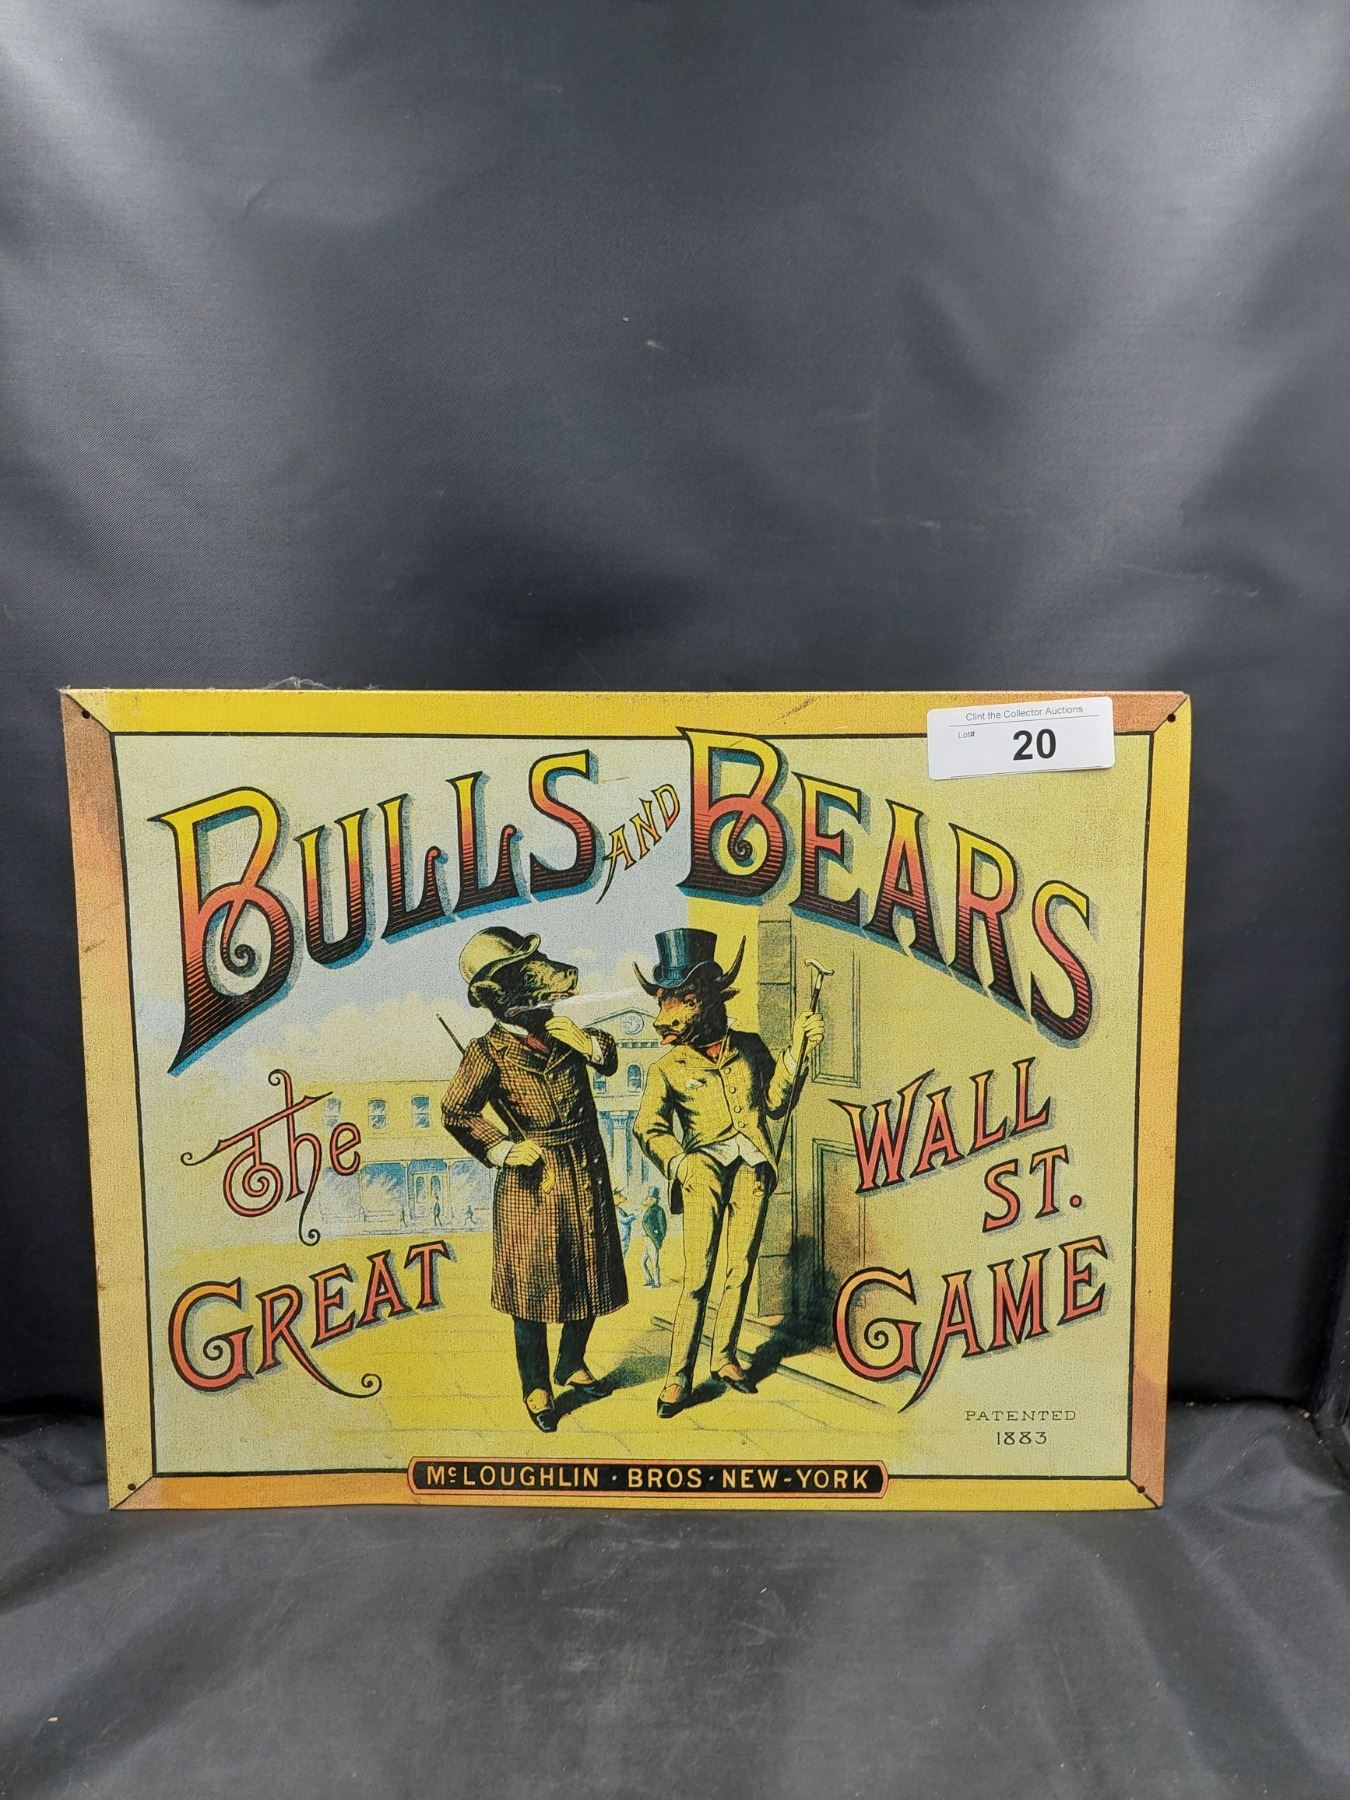 Clint the Collector Auctions
Lot# 20
BULLS AND BEARS
The
GREAT
WALL
ST.
GAME
PATENTED
1883
McLOUGHLIN · BROS · NEW-YORK